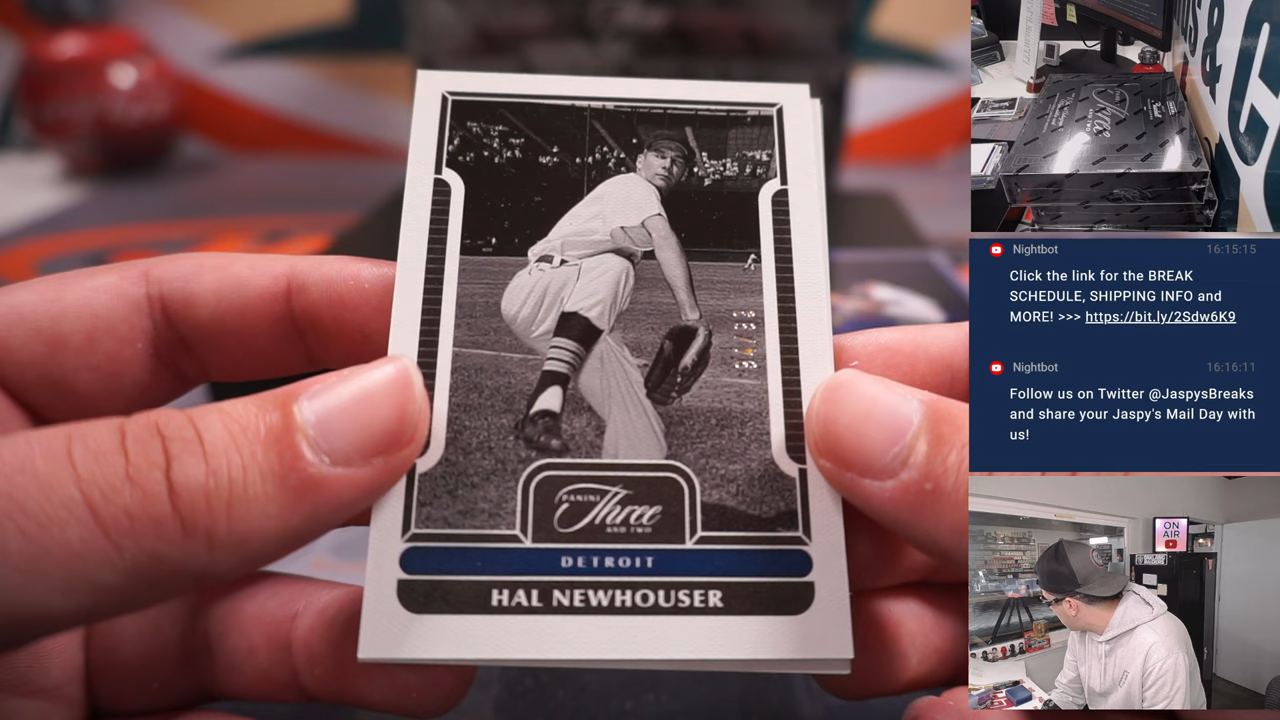 PANINI
Three
AND TWO
DETROIT
HAL NEWHOUSER
Three
&
ON
AIR
Nightbot 16:15:15
Click the link for the BREAK
SCHEDULE, SHIPPING INFO and
MORE! >>> https://bit.ly/2Sdw6K9
Nightbot 16:16:11
Follow us on Twitter @JaspysBreaks
and share your Jaspy's Mail Day with
us!